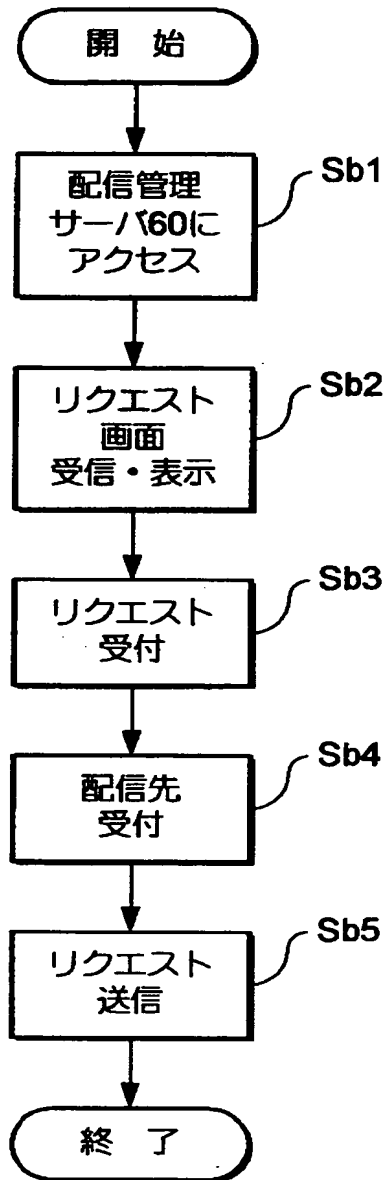 開 始
配信管理
サーバ60に
アクセス
Sb1
リクエスト
画面
受信・表示
Sb2
リクエスト
受付
Sb3
配信先
受付
Sb4
リクエスト
送信
Sb5
終 了